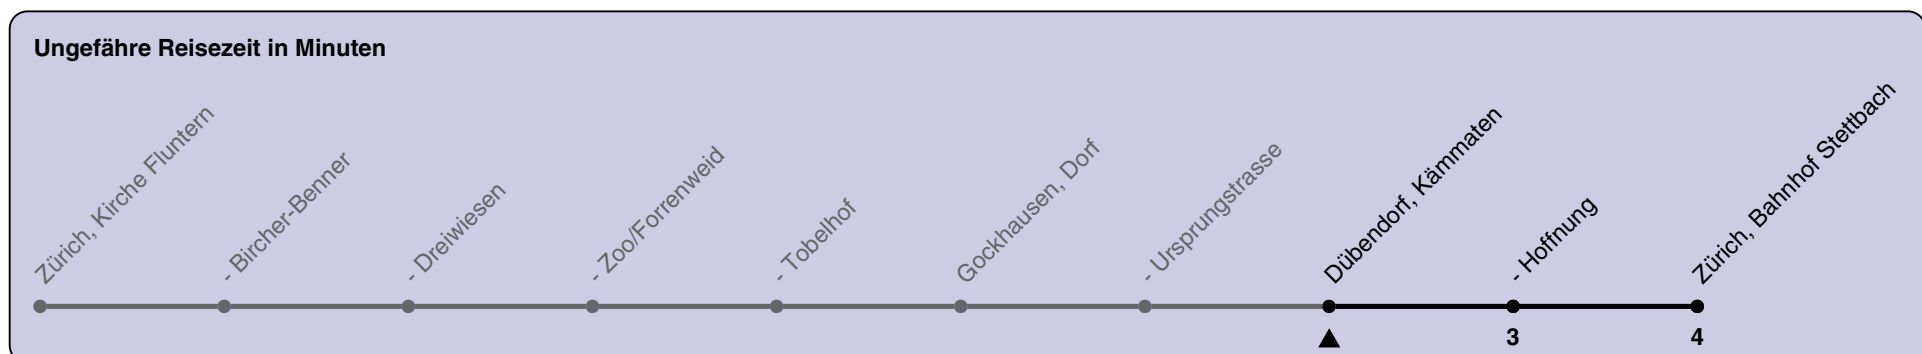 Ungefähre Reisezeit in Minuten
Zürich, Kirche Fluntern
- Bircher-Benner
- Dreiwiesen
- Zoo/Forrenweid
- Tobelhof
Gockhausen, Dorf
- Ursprungstrasse
Dübendorf, Kämmaten
- Hoffnung
Zürich, Bahnhof Stettbach
3
4